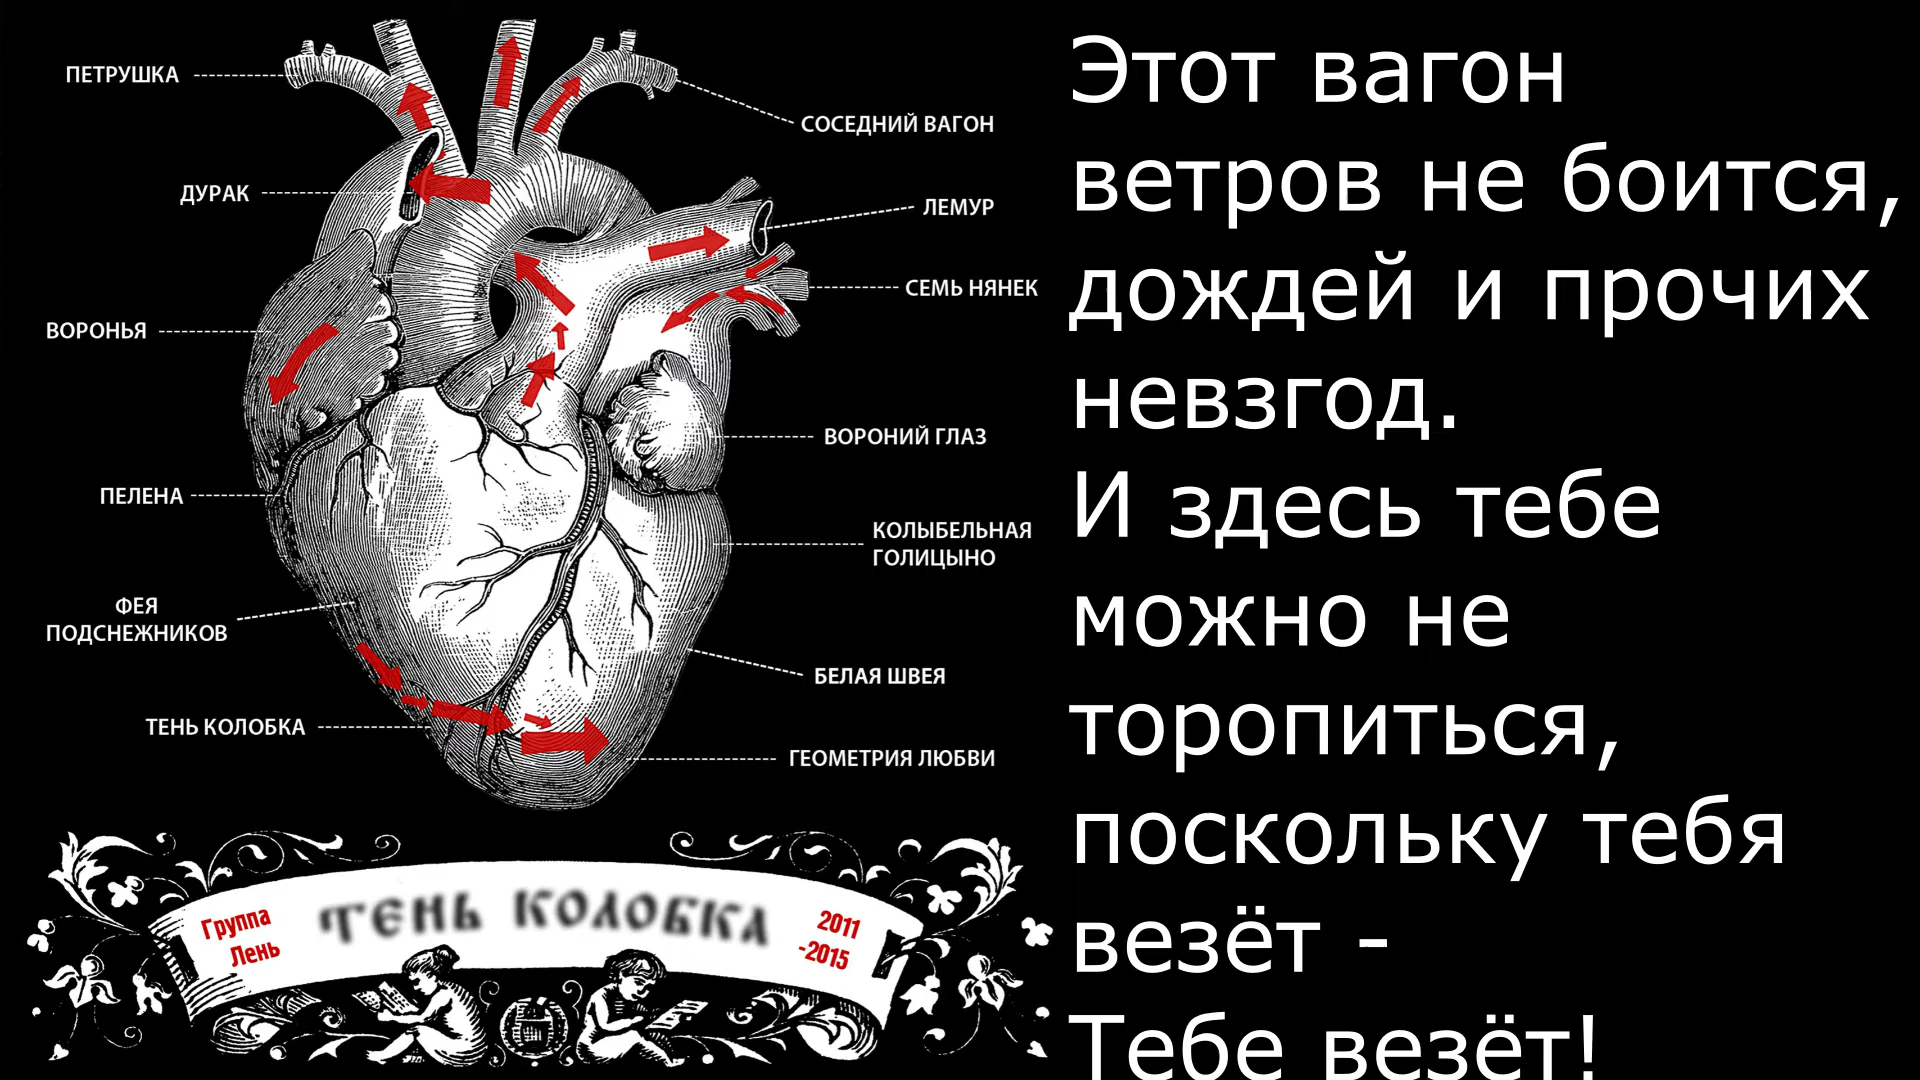 ПЕТРУШКА
СОСЕДНИЙ ВАГОН
ДУРАК
ЛЕМУР
СЕМЬ НЯНЕК
ВОРОНЬЯ
ВОРОНИЙ ГЛАЗ
ПЕЛЕНА
КОЛЫБЕЛЬНАЯ
ГОЛИЦЫНО
ФЕЯ
ПОДСНЕЖНИКОВ
БЕЛАЯ ШВЕЯ
ТЕНЬ КОЛОБКА
ГЕОМЕТРИЯ ЛЮБВИ
Группа
Лень
ТЕНЬ КОЛОБКА
2011
-2015
Этот вагон
ветров не боится,
дождей и прочих
невзгод.
И здесь тебе
можно не
торопиться,
поскольку тебя
везёт -
Тебе везёт!